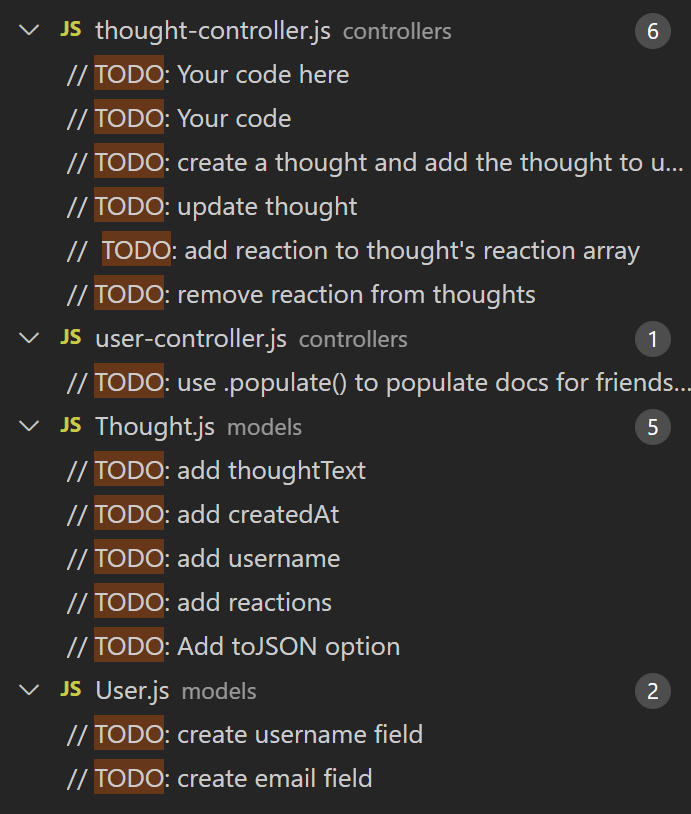 JS thought-controller.js controllers 6
// TODO: Your code here
// TODO: Your code
// TODO: create a thought and add the thought to u...
// TODO: update thought
//  TODO: add reaction to thought's reaction array
// TODO: remove reaction from thoughts
JS user-controller.js controllers 1
// TODO: use .populate() to populate docs for friends...
JS Thought.js models 5
// TODO: add thoughtText
// TODO: add createdAt
// TODO: add username
// TODO: add reactions
// TODO: Add toJSON option
JS User.js models 2
// TODO: create username field
// TODO: create email field